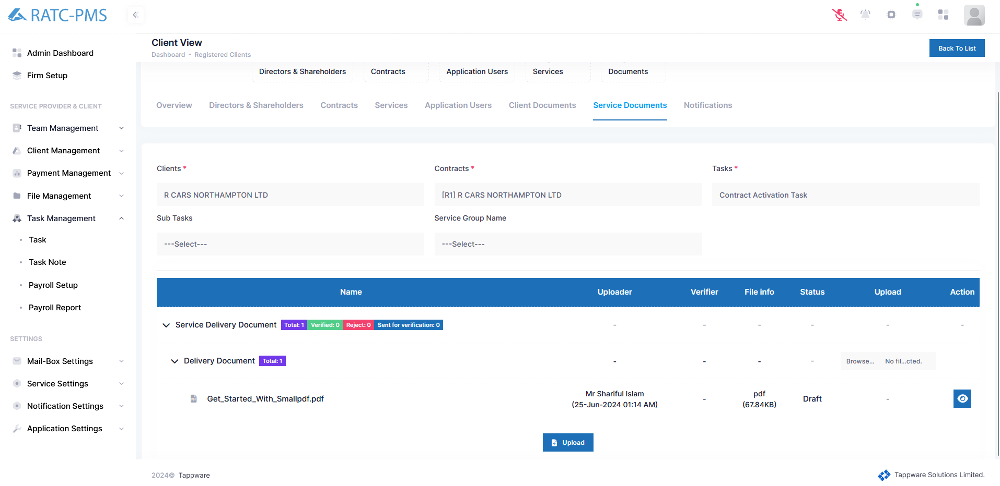 RATC-PMS
Admin Dashboard
Firm Setup
SERVICE PROVIDER & CLIENT
Team Management
Client Management
Payment Management
File Management
Task Management
Task
Task Note
Payroll Setup
Payroll Report
SETTINGS
Mail-Box Settings
Service Settings
Notification Settings
Application Settings
Client View
Dashboard - Registered Clients
Back To List
Directors & Shareholders Contracts Application Users Services Documents
Overview Directors & Shareholders Contracts Services Application Users Client Documents Service Documents Notifications
Clients * Contracts * Tasks *
R CARS NORTHAMPTON LTD [R1] R CARS NORTHAMPTON LTD Contract Activation Task
Sub Tasks Service Group Name
---Select--- ---Select---
Name Uploader Verifier File info Status Upload Action
Service Delivery Document Total: 1 Verified: 0 Reject: 0 Sent for verification: 0 - - - - - -
Delivery Document Total: 1 - - - - Browse... No fil...cted.
Get_Started_With_Smallpdf.pdf Mr Shariful Islam - pdf Draft -
(25-Jun-2024 01:14 AM) (67.84KB)
Upload
2024© Tappware
Tappware Solutions Limited.